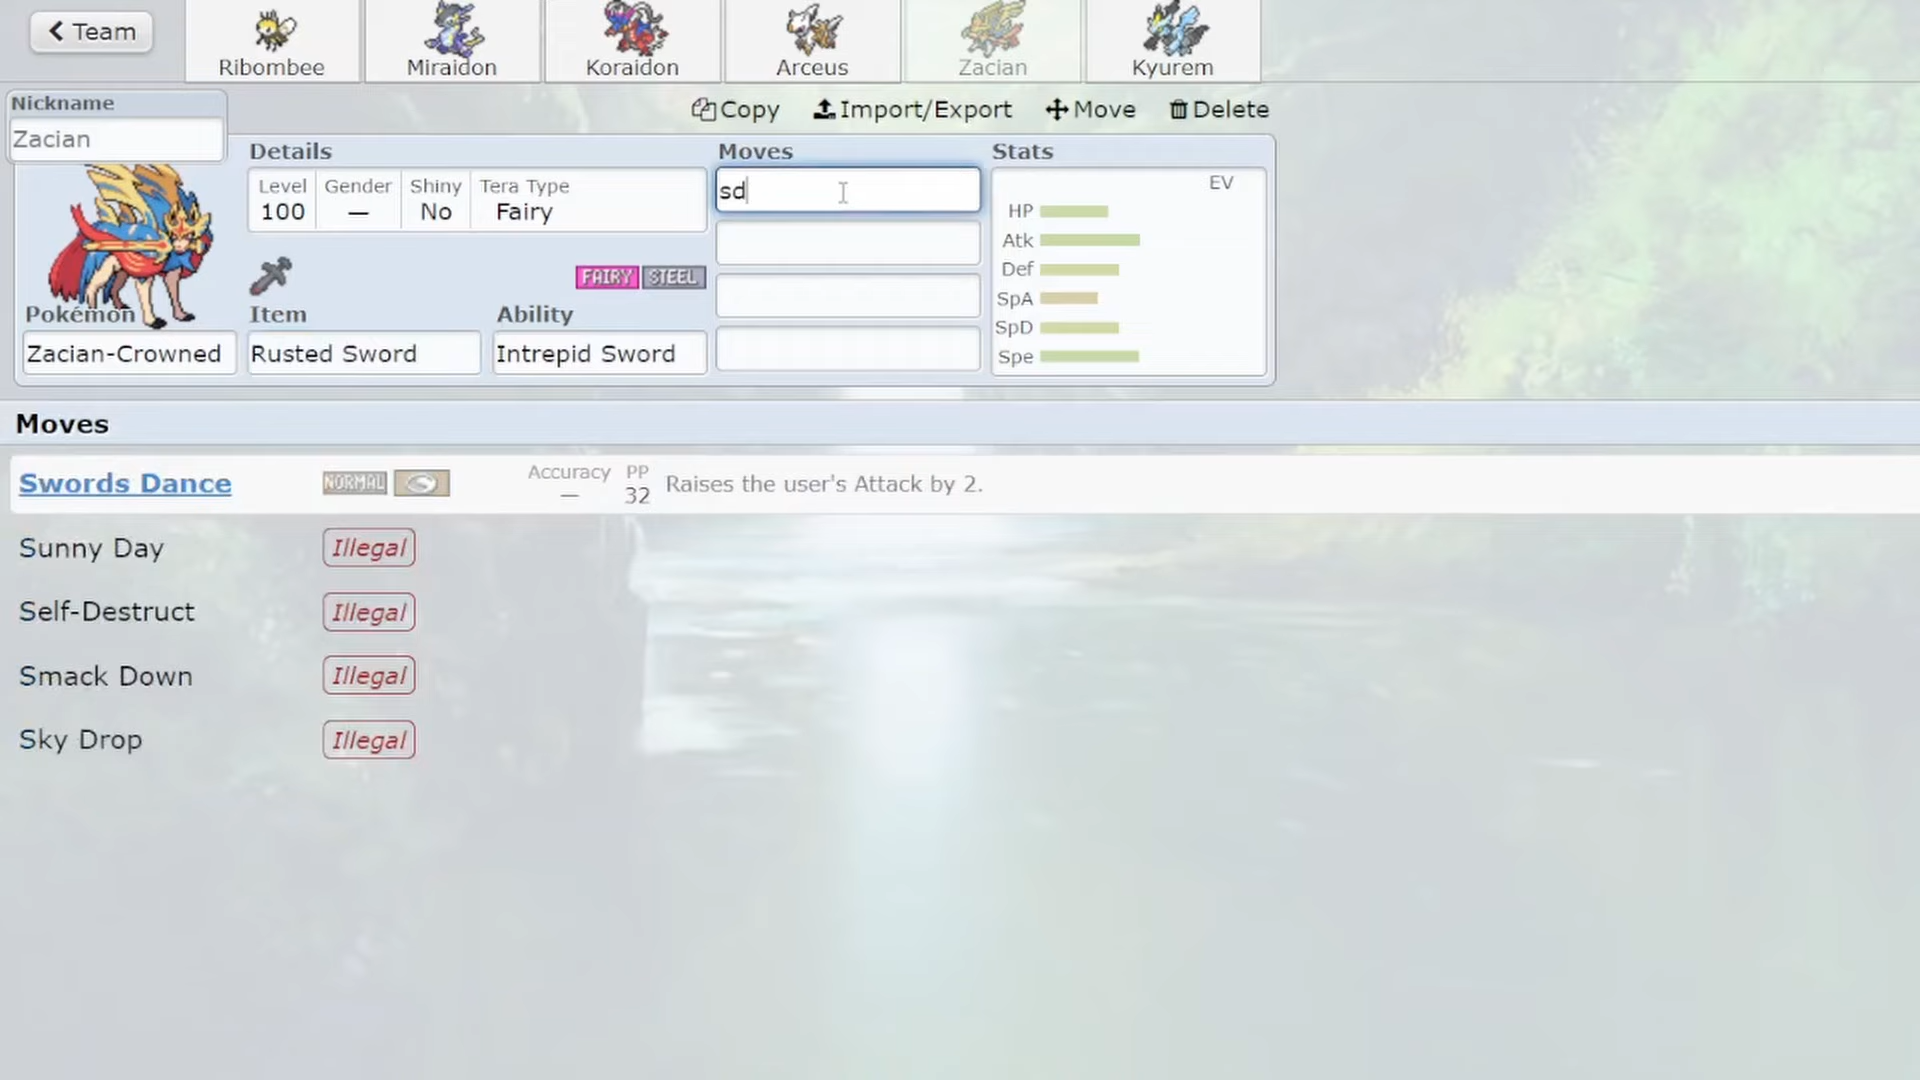 Team
Ribombee
Miraidon
Koraidon
Arceus
Zacian
Kyurem
Nickname
Zacian
Copy
Import/Export
Move
Delete
Details
Moves
Stats
Level
Gender
Shiny
Tera Type
100
—
No
Fairy
sd
EV
HP
Atk
Def
SpA
SpD
Spe
FAIRY
STEEL
Pokémon
Item
Ability
Zacian-Crowned
Rusted Sword
Intrepid Sword
Moves
Swords Dance
NORMAL
Accuracy
—
PP
32
Raises the user's Attack by 2.
Sunny Day
Illegal
Self-Destruct
Illegal
Smack Down
Illegal
Sky Drop
Illegal